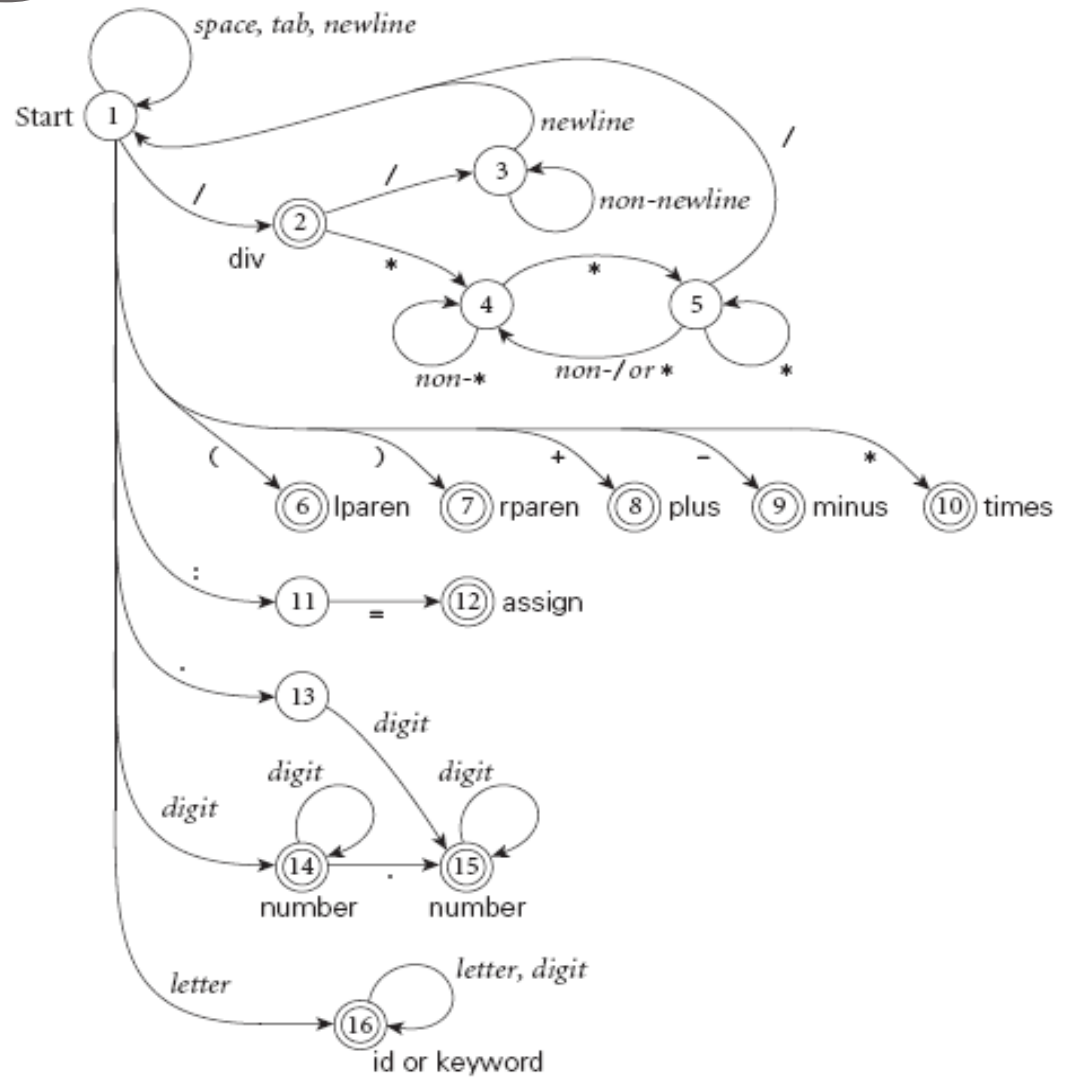 space, tab, newline
Start 1
newline
/
/ 3
/ non-newline
2
div *
*
4 5
non-* non-/ or * *
( ) + - *
6 lparen 7 rparen 8 plus 9 minus 10 times
:
11 = 12 assign
.
13
digit
digit digit
digit
14 . 15
number number
letter letter, digit
16
id or keyword